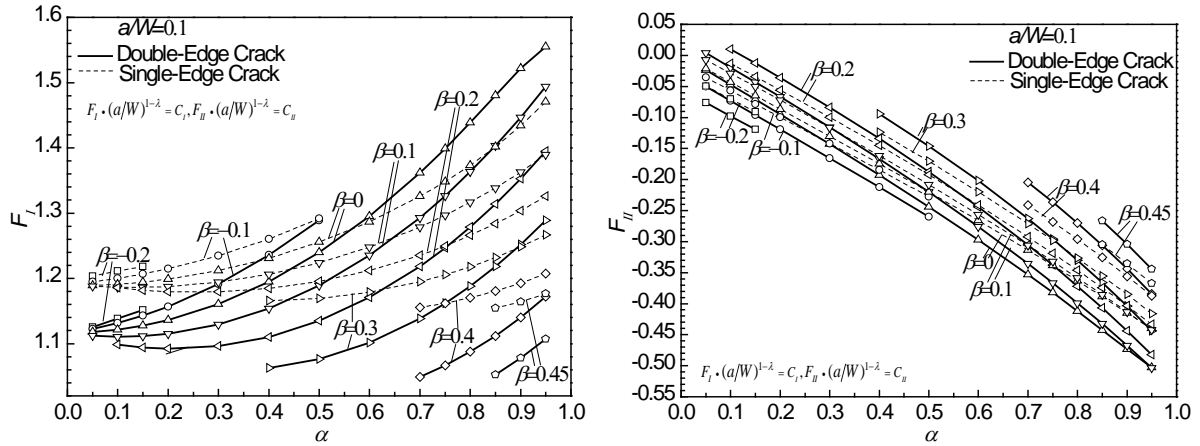 a/W=0.1
Double-Edge Crack
Single-Edge Crack
F_I • (a/W)^{1-λ} = C_I, F_II • (a/W)^{1-λ} = C_II
β=-0.2
β=-0.1
β=0
β=0.1
β=0.2
β=0.3
β=0.4
β=0.45
1.6
1.5
1.4
1.3
1.2
1.1
F_I
0.0 0.1 0.2 0.3 0.4 0.5 0.6 0.7 0.8 0.9 1.0
α
a/W=0.1
Double-Edge Crack
Single-Edge Crack
β=0.2
β=0.3
β=-0.2
β=-0.1
β=0.4
β=0.45
β=0
β=0.1
F_I • (a/W)^{1-λ} = C_I, F_II • (a/W)^{1-λ} = C_II
0.05
0.00
-0.05
-0.10
-0.15
-0.20
-0.25
-0.30
-0.35
-0.40
-0.45
-0.50
-0.55
F_II
0.0 0.1 0.2 0.3 0.4 0.5 0.6 0.7 0.8 0.9 1.0
α